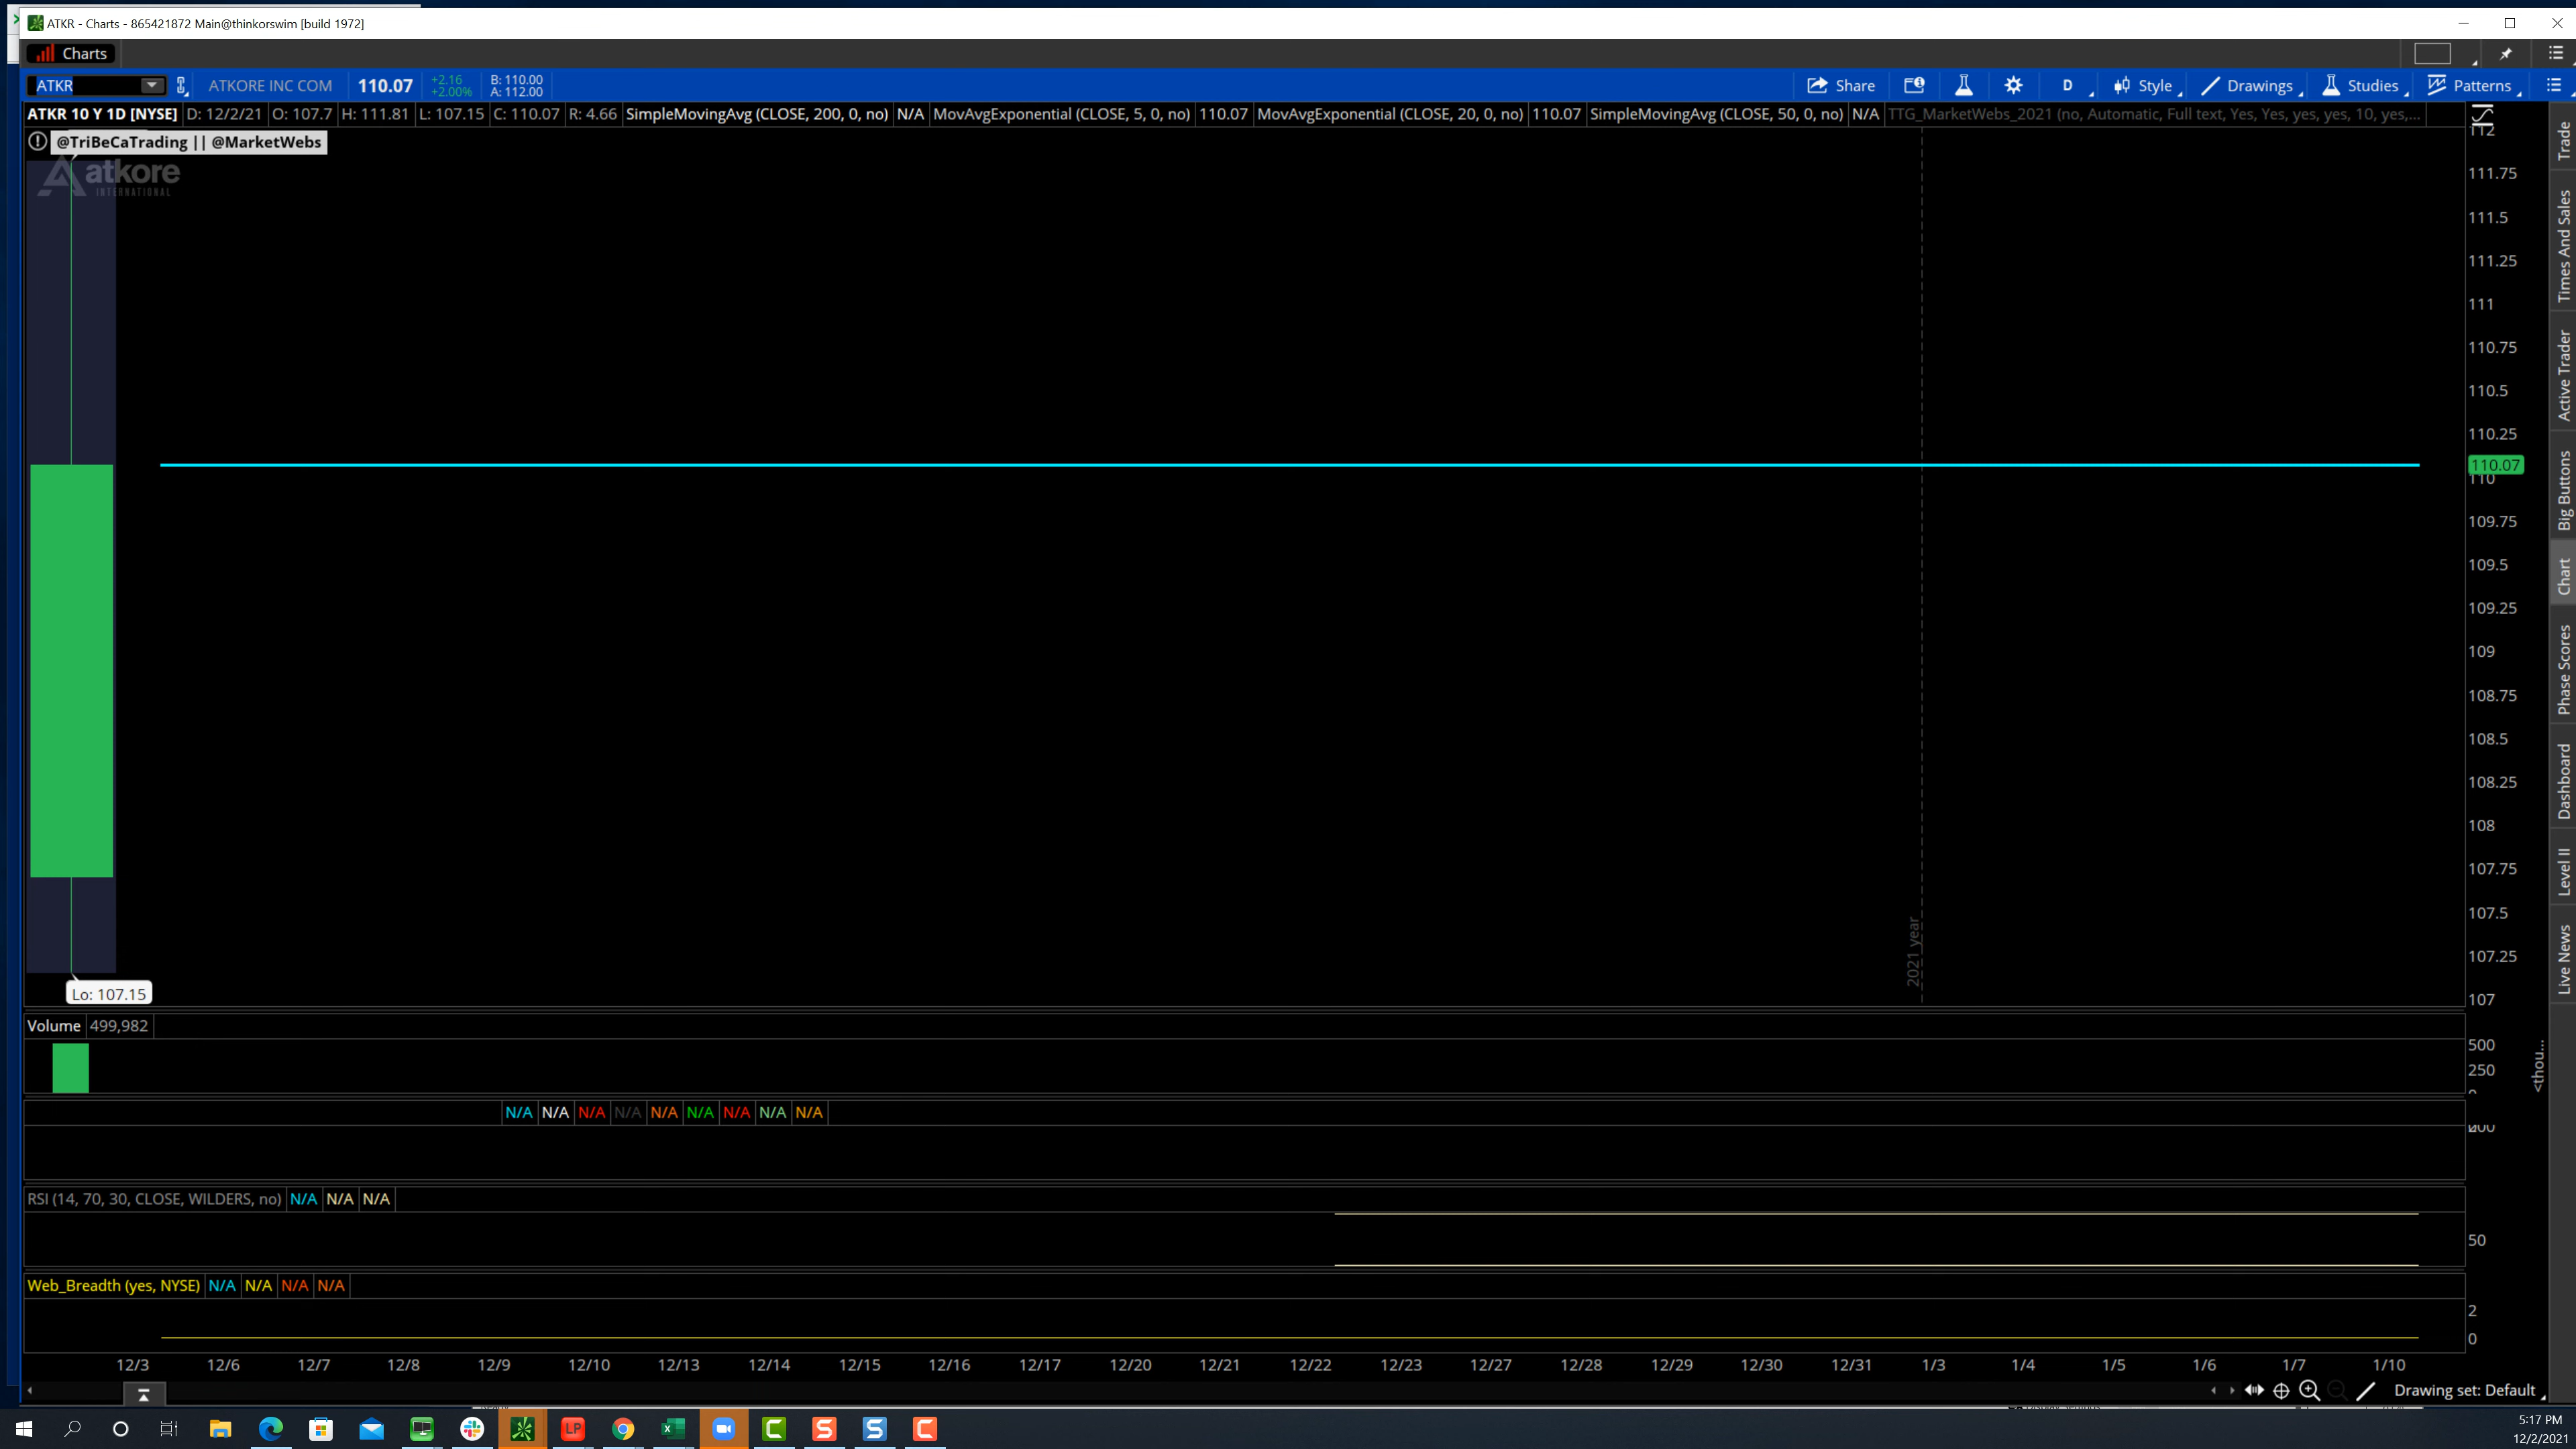 ATKR - Charts - 865421872 Main@thinkorswim [build 1972]
Charts
ATKR ATKORE INC COM 110.07 +2.16 +2.00% B: 110.00 A: 112.00 Share D Style Drawings Studies Patterns
ATKR 10 Y 1D [NYSE] D: 12/2/21 O: 107.7 H: 111.81 L: 107.15 C: 110.07 R: 4.66 SimpleMovingAvg (CLOSE, 200, 0, no) N/A MovAvgExponential (CLOSE, 5, 0, no) 110.07 MovAvgExponential (CLOSE, 20, 0, no) 110.07 SimpleMovingAvg (CLOSE, 50, 0, no) N/A TTG_MarketWebs_2021 (no, Automatic, Full text, Yes, Yes, yes, yes, 10, yes,...
@TriBeCaTrading || @MarketWebs
atkore
INTERNATIONAL
112
111.75
111.5
111.25
111
110.75
110.5
110.25
110.07
110
109.75
109.5
109.25
109
108.75
108.5
108.25
108
107.75
107.5
107.25
107
2021 year
Lo: 107.15
Volume 499,982
500
250
<thou...
N/A N/A N/A N/A N/A N/A N/A N/A N/A
RSI (14, 70, 30, CLOSE, WILDERS, no) N/A N/A N/A
50
Web_Breadth (yes, NYSE) N/A N/A N/A N/A
2
0
12/3 12/6 12/7 12/8 12/9 12/10 12/13 12/14 12/15 12/16 12/17 12/20 12/21 12/22 12/23 12/27 12/28 12/29 12/30 12/31 1/3 1/4 1/5 1/6 1/7 1/10
Drawing set: Default
Trade
Times And Sales
Active Trader
Big Buttons
Chart
Phase Scores
Dashboard
Level II
Live News
LP
5:17 PM
12/2/2021